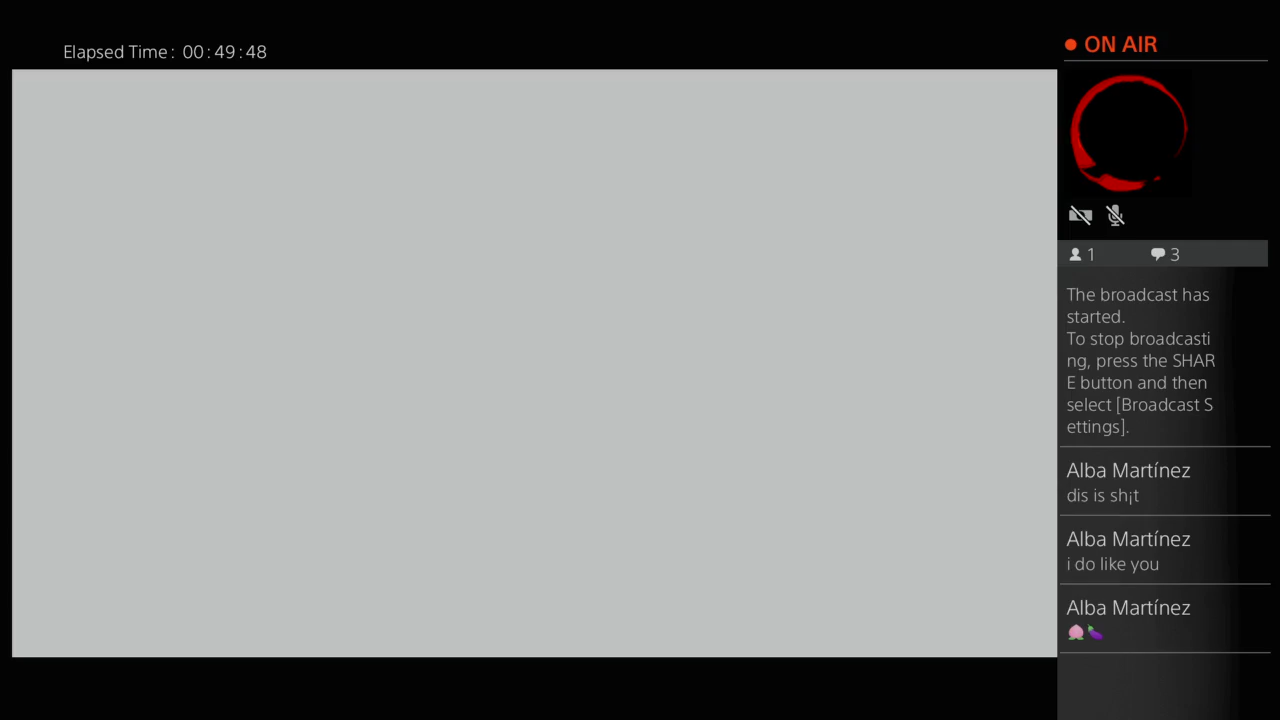 Elapsed Time: 00:49:48
ON AIR
1 3
The broadcast has
started.
To stop broadcasti
ng, press the SHAR
E button and then
select [Broadcast S
ettings].
Alba Martínez
dis is sh¡t
Alba Martínez
i do like you
Alba Martínez
🍑🍆